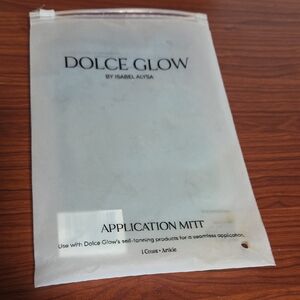 DOLCE GLOW
BY ISABEL ALYSA
APPLICATION MITT
Use with Dolce Glow's self-tanning products for a seamless application.
1 Count • Article